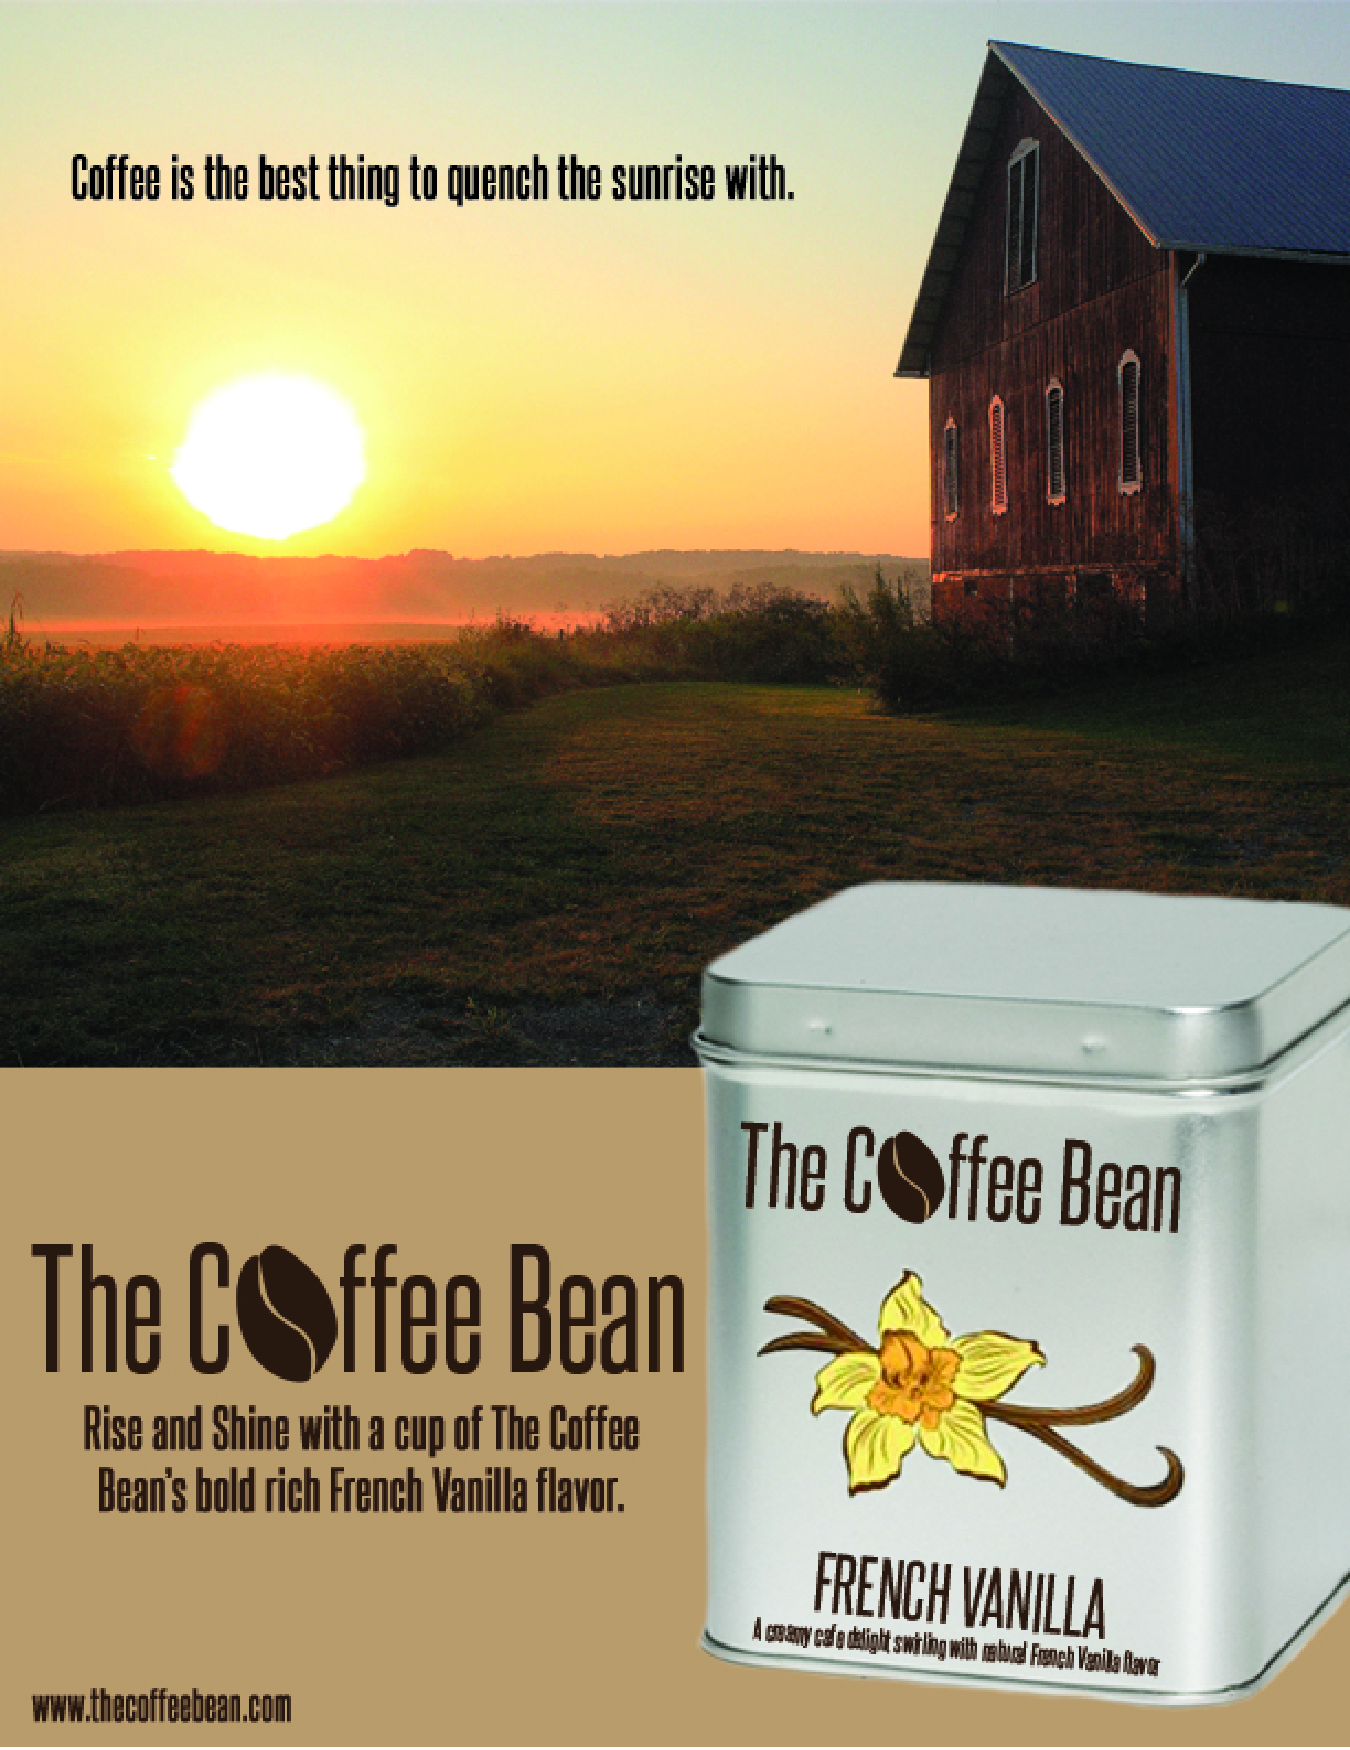 Coffee is the best thing to quench the sunrise with.
The Coffee Bean
FRENCH VANILLA
A creamy cafe delight swirling with natural French Vanilla flavor
The Coffee Bean
Rise and Shine with a cup of The Coffee
Bean's bold rich French Vanilla flavor.
www.thecoffeebean.com